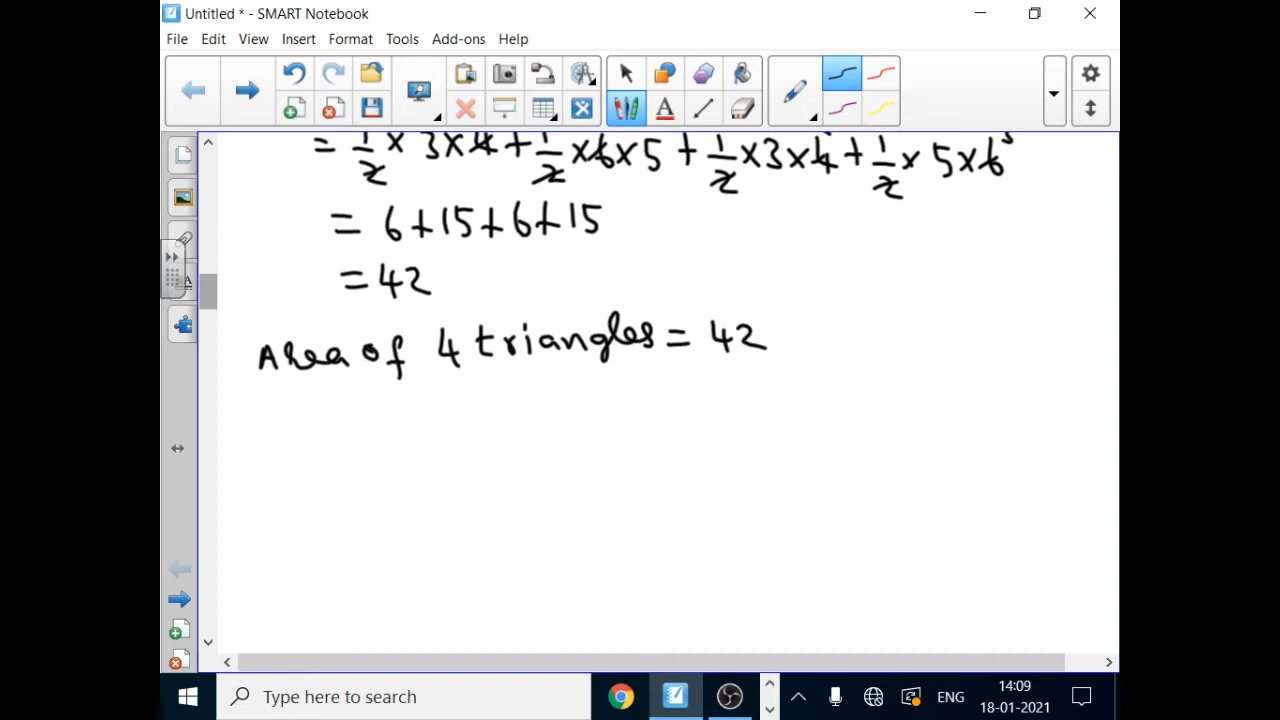 Untitled * - SMART Notebook
File Edit View Insert Format Tools Add-ons Help
= 1/2 × 3 × 4 + 1/2 × 6 × 5 + 1/2 × 3 × 4 + 1/2 × 5 × 6 3
= 6 + 15 + 6 + 15
= 42
Area of 4 triangles = 42
Type here to search
ENG
14:09
18-01-2021